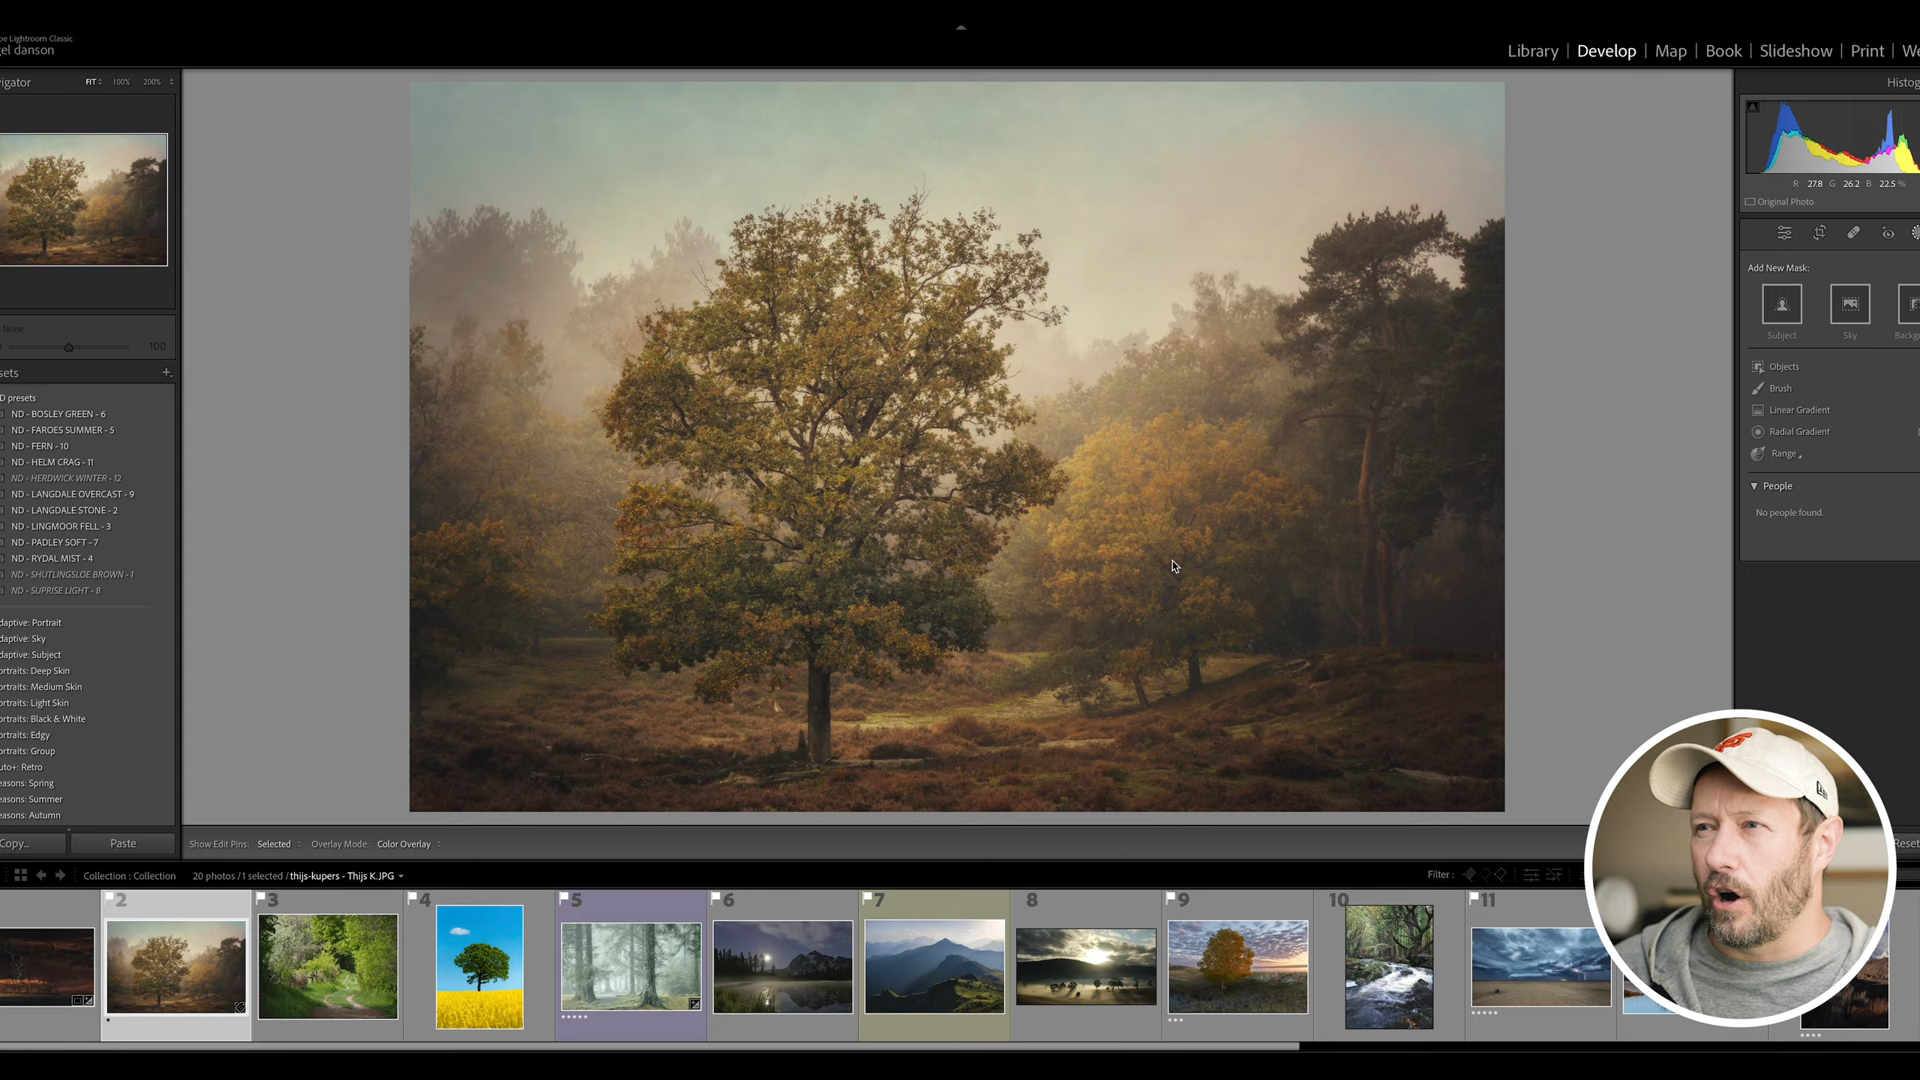 be Lightroom Classic
gel danson
Library | Develop | Map | Book | Slideshow | Print | We
vigator
FIT 100% 200%
Histog
R 27.8 G 26.2 B 22.5 %
Original Photo
Add New Mask:
Subject Sky Backg
Objects
Brush
Linear Gradient
Radial Gradient
Range
People
No people found.
None
100
sets +
D presets
ND - BOSLEY GREEN - 6
ND - FAROES SUMMER - 5
ND - FERN - 10
ND - HELM CRAG - 11
ND - HERDWICK WINTER - 12
ND - LANGDALE OVERCAST - 9
ND - LANGDALE STONE - 2
ND - LINGMOOR FELL - 3
ND - PADLEY SOFT - 7
ND - RYDAL MIST - 4
ND - SHUTLINGSLOE BROWN - 1
ND - SUPRISE LIGHT - 8
daptive: Portrait
daptive: Sky
daptive: Subject
ortraits: Deep Skin
ortraits: Medium Skin
ortraits: Light Skin
ortraits: Black & White
ortraits: Edgy
ortraits: Group
uto+: Retro
easons: Spring
easons: Summer
easons: Autumn
Copy... Paste
Show Edit Pins: Selected Overlay Mode: Color Overlay
Reset
Collection : Collection 20 photos /1 selected / thijs-kupers - Thijs K.JPG
Filter :
2 3 4 5 6 7 8 9 10 11